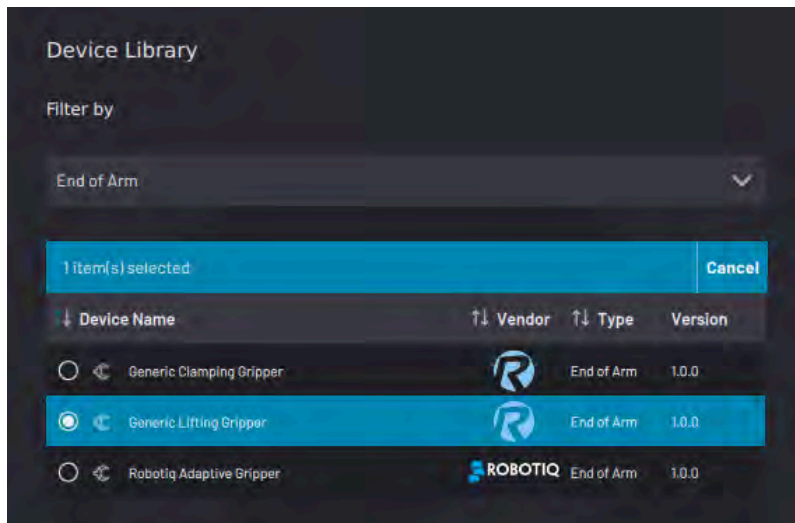 Device Library
Filter by
End of Arm
1 item(s) selected Cancel
↓ Device Name ↑↓ Vendor ↑↓ Type Version
Generic Clamping Gripper R End of Arm 1.0.0
Generic Lifting Gripper R End of Arm 1.0.0
Robotiq Adaptive Gripper ROBOTIQ End of Arm 1.0.0